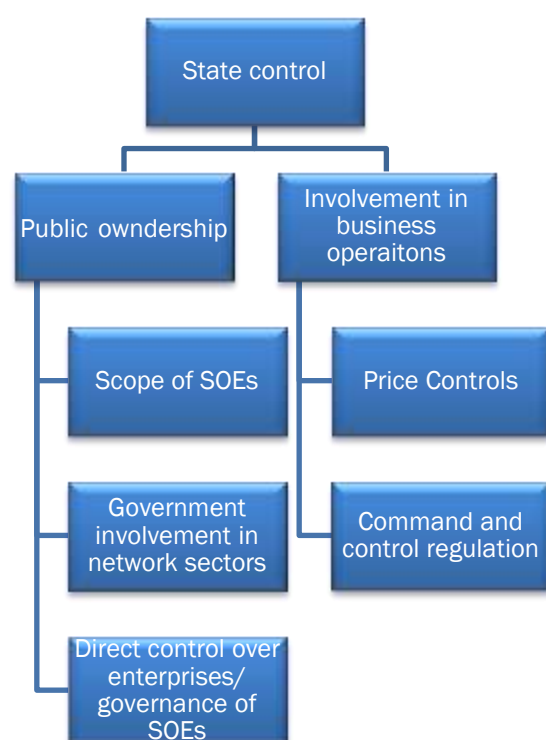 State control
Public owndership
Involvement in
business
operaitons
Scope of SOEs
Government
involvement in
network sectors
Direct control over
enterprises/
governance of
SOEs
Price Controls
Command and
control regulation